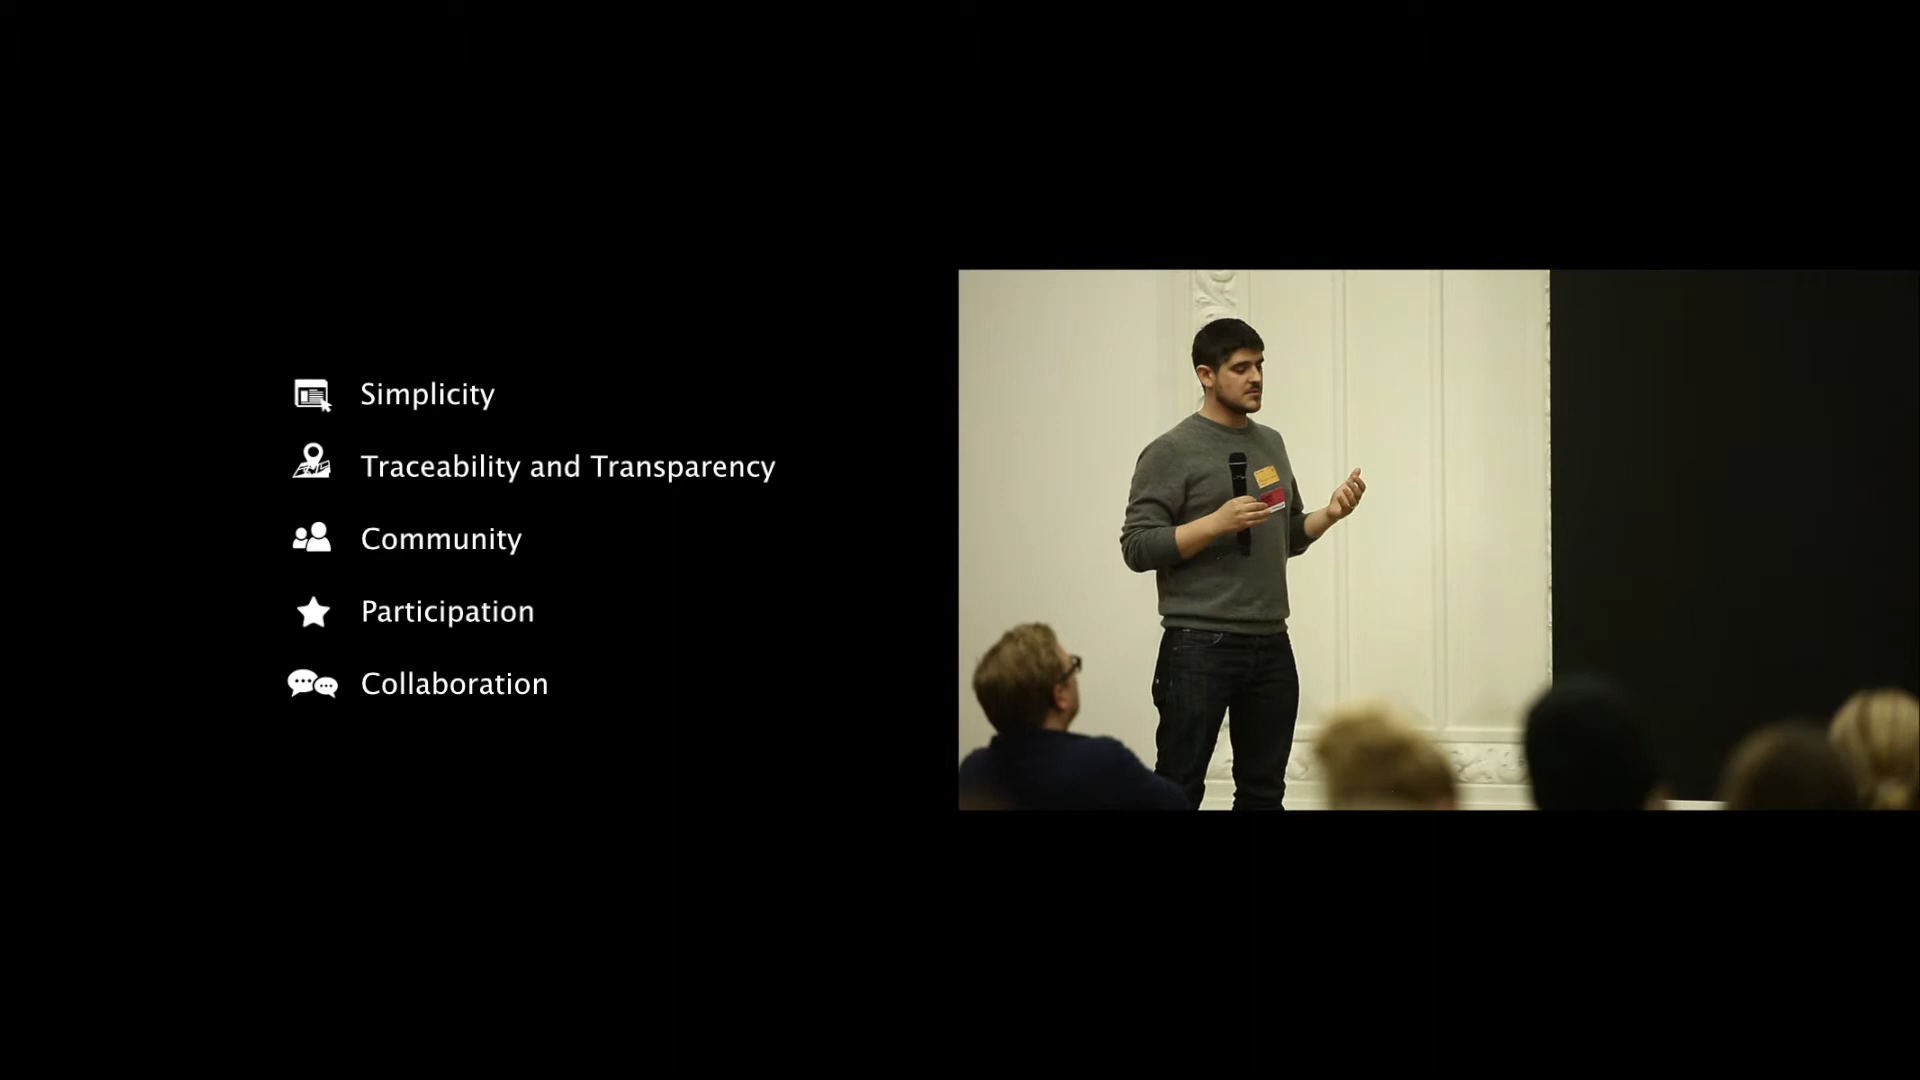 Simplicity
Traceability and Transparency
Community
Participation
Collaboration